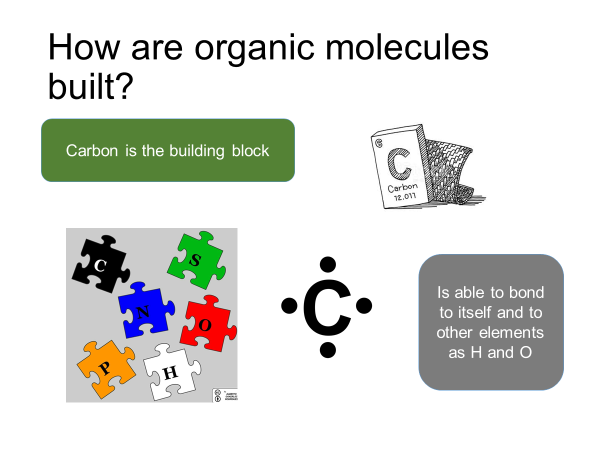 How are organic molecules
built?
Carbon is the building block
C
C
Carbon
12.011
C
S
N
O
P
H
C
Is able to bond
to itself and to
other elements
as H and O